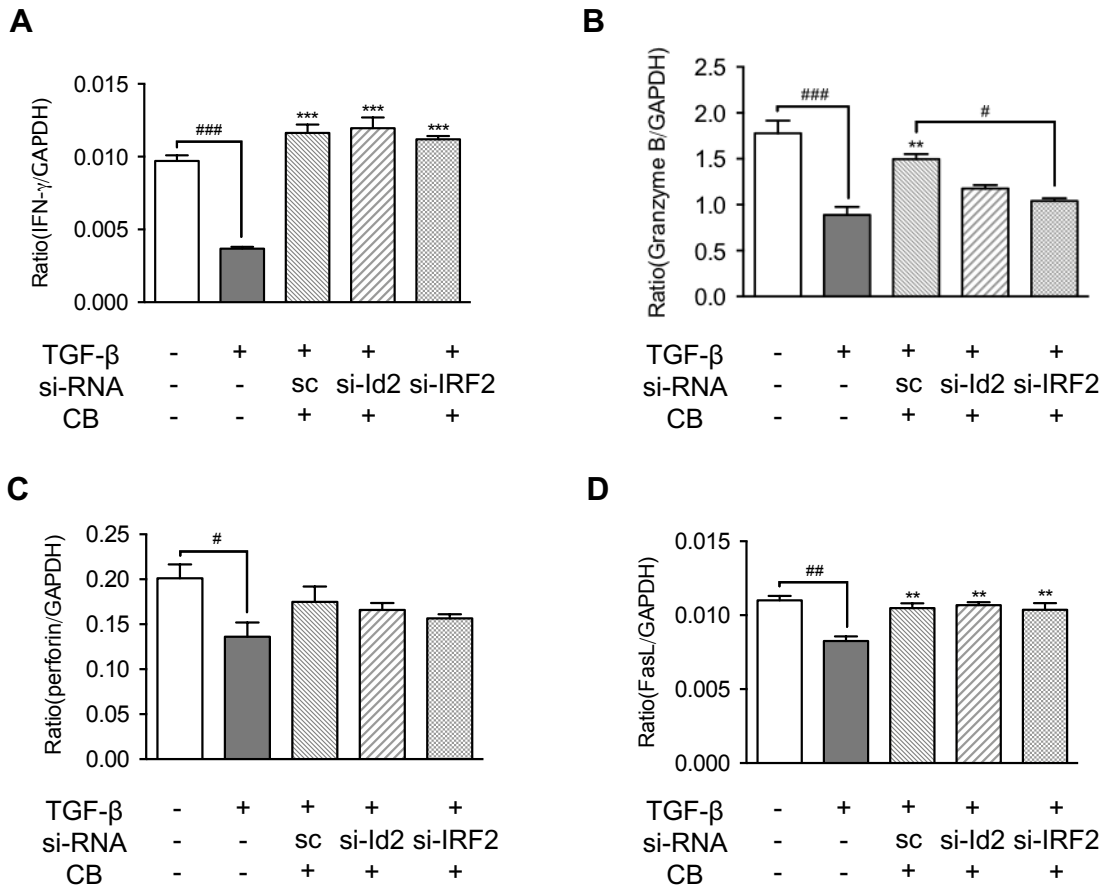 A
Ratio(IFN-γ/GAPDH)
0.015
0.010
0.005
0.000
###
***
***
***
TGF-β - + + + +
si-RNA - - sc si-Id2 si-IRF2
CB - - + + +
B
Ratio(Granzyme B/GAPDH)
2.5
2.0
1.5
1.0
0.5
0.0
###
**
#
TGF-β - + + + +
si-RNA - - sc si-Id2 si-IRF2
CB - - + + +
C
Ratio(perforin/GAPDH)
0.25
0.20
0.15
0.10
0.05
0.00
#
TGF-β - + + + +
si-RNA - - sc si-Id2 si-IRF2
CB - - + + +
D
Ratio(FasL/GAPDH)
0.015
0.010
0.005
0.000
##
**
**
**
TGF-β - + + + +
si-RNA - - sc si-Id2 si-IRF2
CB - - + + +